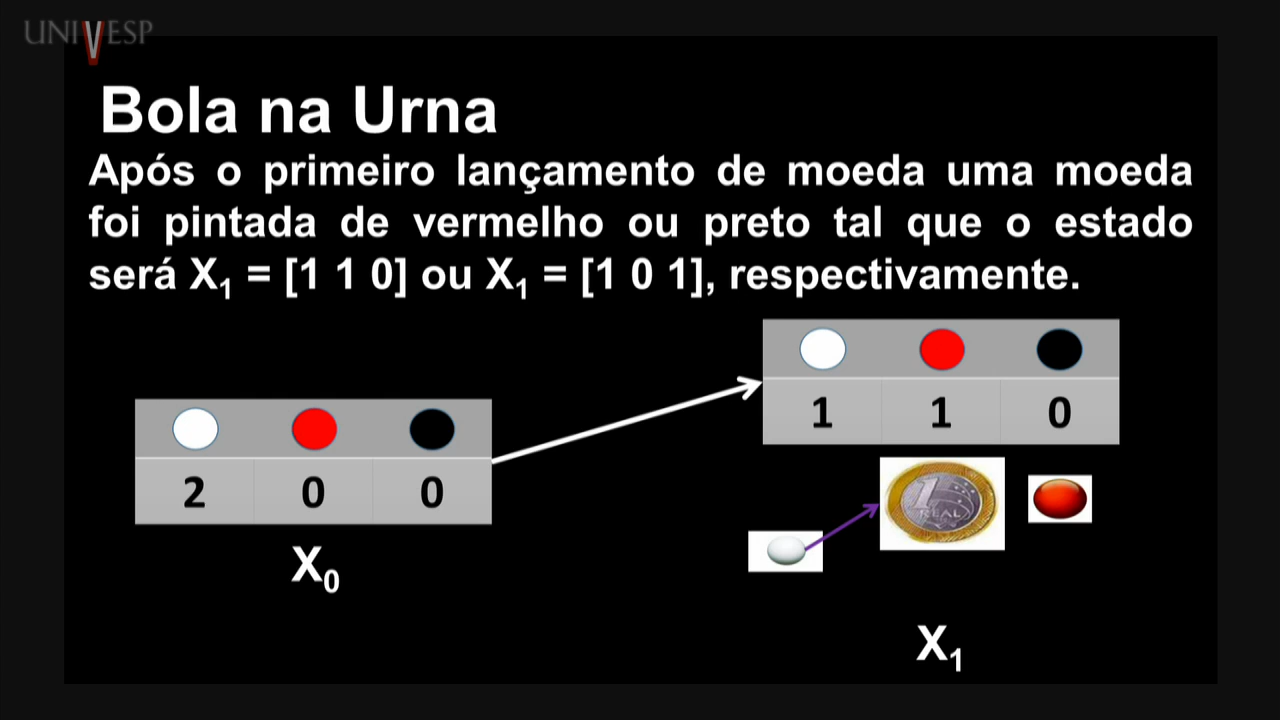 UNIVESP
Bola na Urna
Após o primeiro lançamento de moeda uma moeda
foi pintada de vermelho ou preto tal que o estado
será X₁ = [1 1 0] ou X₁ = [1 0 1], respectivamente.
1 1 0
2 0 0
1
REAL
X₀
X₁